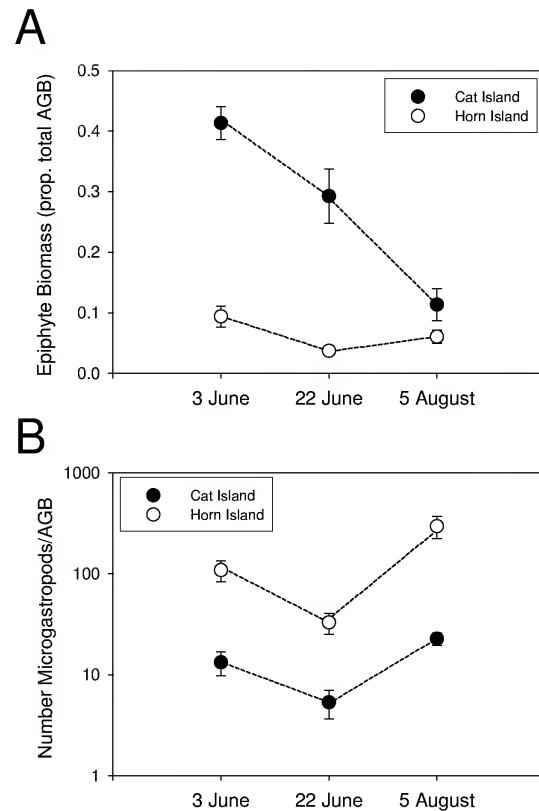 A
Epiphyte Biomass (prop. total AGB)
0.5
0.4
0.3
0.2
0.1
0.0
Cat Island
Horn Island
3 June
22 June
5 August
B
Number Microgastropods/AGB
1000
100
10
1
Cat Island
Horn Island
3 June
22 June
5 August